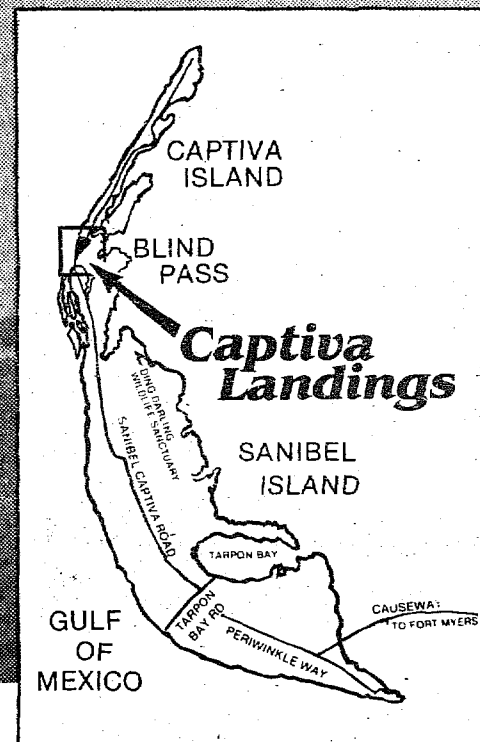 CAPTIVA
ISLAND
BLIND
PASS
Captiva
Landings
DING DARLING
WILDLIFE SANCTUARY
SANIBEL CAPTIVA ROAD
SANIBEL
ISLAND
TARPON BAY
TARPON
BAY RD
PERIWINKLE WAY
CAUSEWAY
TO FORT MYERS
GULF
OF
MEXICO